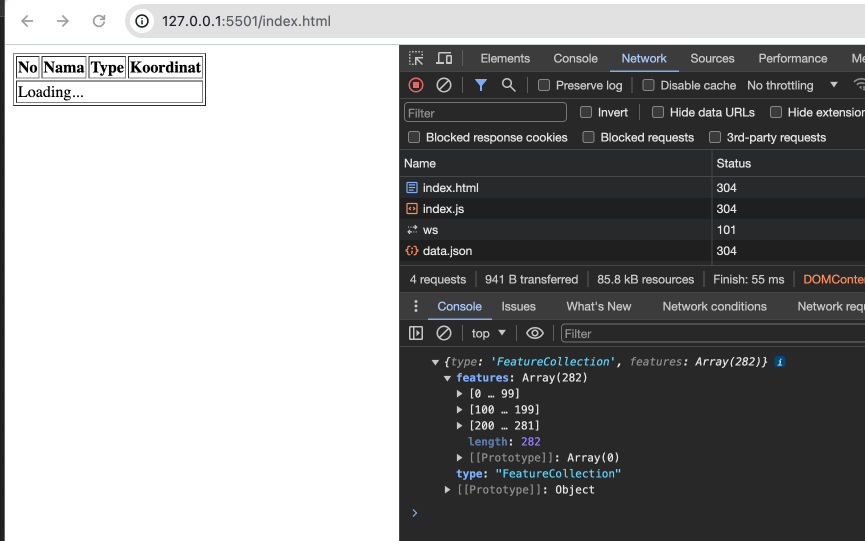 127.0.0.1:5501/index.html
No Nama Type Koordinat
Loading...
Elements Console Network Sources Performance Me
Preserve log Disable cache No throttling
Filter Invert Hide data URLs Hide extension
Blocked response cookies Blocked requests 3rd-party requests
Name Status
index.html 304
index.js 304
ws 101
data.json 304
4 requests 941 B transferred 85.8 kB resources Finish: 55 ms DOMConte
Console Issues What's New Network conditions Network req
top Filter
{type: 'FeatureCollection', features: Array(282)} i
features: Array(282)
[0 … 99]
[100 … 199]
[200 … 281]
length: 282
[[Prototype]]: Array(0)
type: "FeatureCollection"
[[Prototype]]: Object